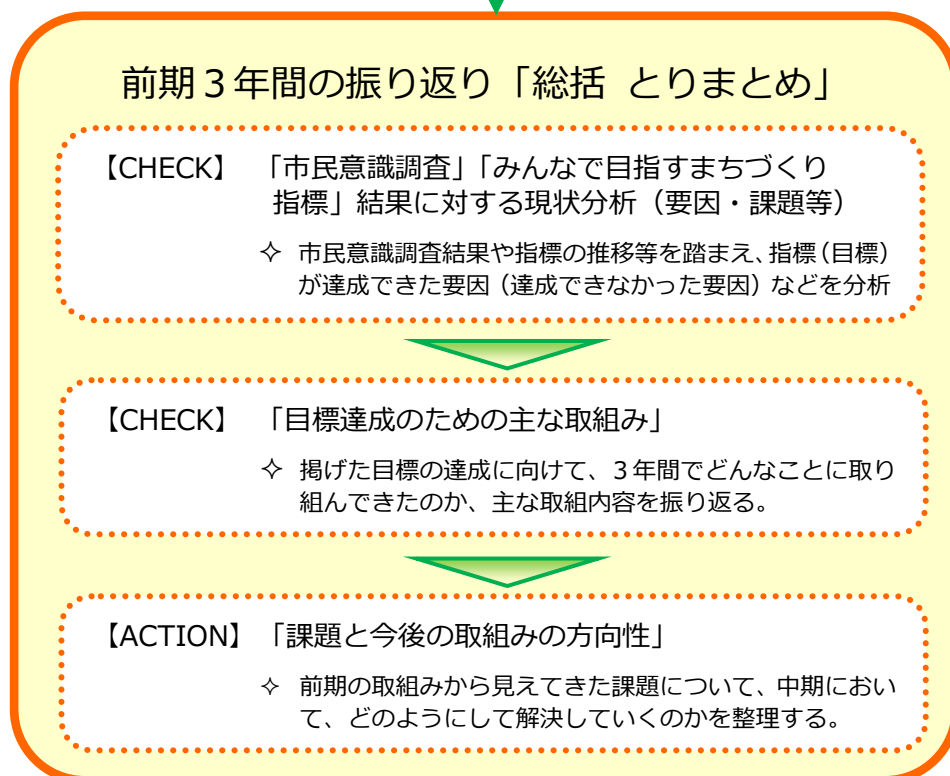 前期３年間の振り返り「総括 とりまとめ」
【CHECK】 「市民意識調査」「みんなで目指すまちづくり
指標」結果に対する現状分析（要因・課題等）
✧ 市民意識調査結果や指標の推移等を踏まえ、指標（目標）
が達成できた要因（達成できなかった要因）などを分析
【CHECK】 「目標達成のための主な取組み」
✧ 掲げた目標の達成に向けて、３年間でどんなことに取り
組んできたのか、主な取組内容を振り返る。
【ACTION】「課題と今後の取組みの方向性」
✧ 前期の取組みから見えてきた課題について、中期におい
て、どのようにして解決していくのかを整理する。